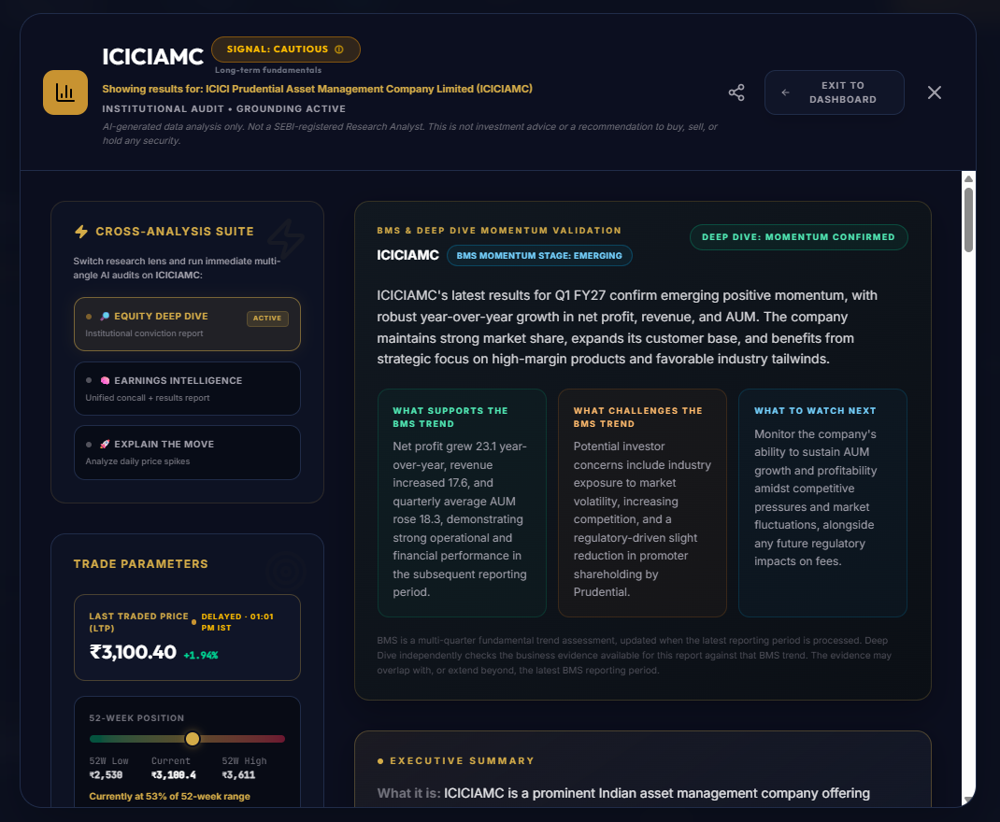 ICICIAMC
SIGNAL: CAUTIOUS ⓘ
Long-term fundamentals
Showing results for: ICICI Prudential Asset Management Company Limited (ICICIAMC)
INSTITUTIONAL AUDIT • GROUNDING ACTIVE
AI-generated data analysis only. Not a SEBI-registered Research Analyst. This is not investment advice or a recommendation to buy, sell, or
hold any security.
← EXIT TO
DASHBOARD
CROSS-ANALYSIS SUITE
Switch research lens and run immediate multi-
angle AI audits on ICICIAMC:
EQUITY DEEP DIVE
ACTIVE
Institutional conviction report
EARNINGS INTELLIGENCE
Unified concall + results report
EXPLAIN THE MOVE
Analyze daily price spikes
TRADE PARAMETERS
LAST TRADED PRICE
(LTP)
DELAYED · 01:01
PM IST
₹3,100.40 +1.94%
52-WEEK POSITION
52W Low Current 52W High
₹2,530 ₹3,100.4 ₹3,611
Currently at 53% of 52-week range
BMS & DEEP DIVE MOMENTUM VALIDATION
DEEP DIVE: MOMENTUM CONFIRMED
ICICIAMC BMS MOMENTUM STAGE: EMERGING
ICICIAMC's latest results for Q1 FY27 confirm emerging positive momentum, with
robust year-over-year growth in net profit, revenue, and AUM. The company
maintains strong market share, expands its customer base, and benefits from
strategic focus on high-margin products and favorable industry tailwinds.
WHAT SUPPORTS THE
BMS TREND
Net profit grew 23.1 year-
over-year, revenue
increased 17.6, and
quarterly average AUM
rose 18.3, demonstrating
strong operational and
financial performance in
the subsequent reporting
period.
WHAT CHALLENGES THE
BMS TREND
Potential investor
concerns include industry
exposure to market
volatility, increasing
competition, and a
regulatory-driven slight
reduction in promoter
shareholding by
Prudential.
WHAT TO WATCH NEXT
Monitor the company's
ability to sustain AUM
growth and profitability
amidst competitive
pressures and market
fluctuations, alongside
any future regulatory
impacts on fees.
BMS is a multi-quarter fundamental trend assessment, updated when the latest reporting period is processed. Deep
Dive independently checks the business evidence available for this report against that BMS trend. The evidence may
overlap with, or extend beyond, the latest BMS reporting period.
EXECUTIVE SUMMARY
What it is: ICICIAMC is a prominent Indian asset management company offering